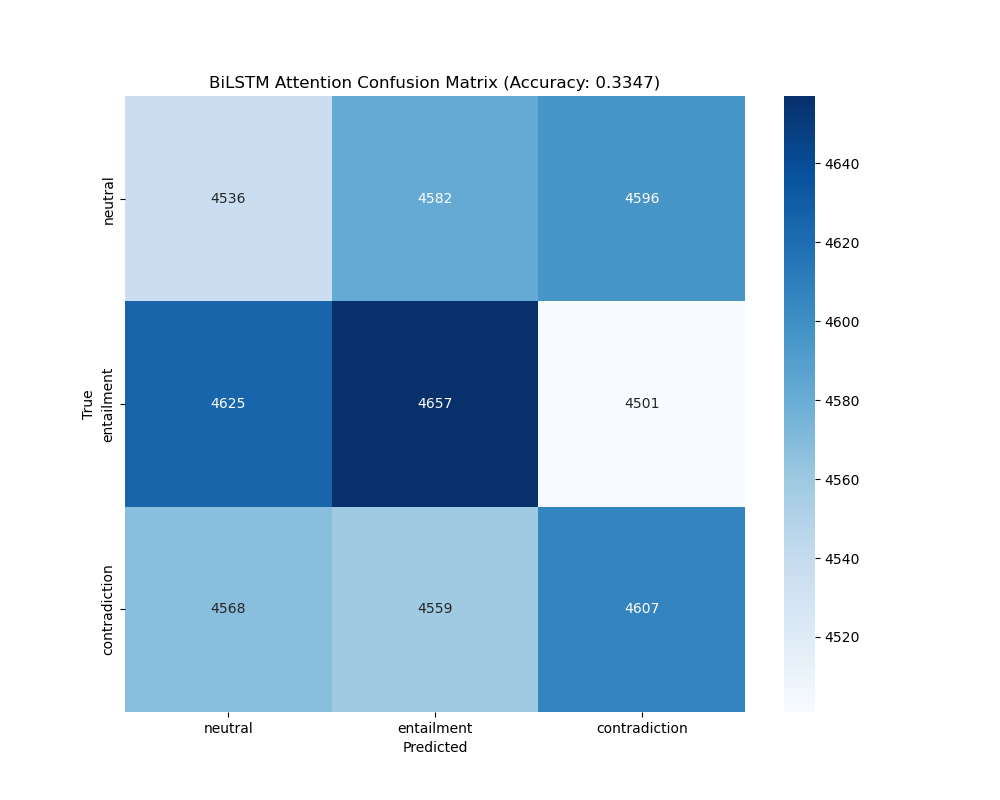 BiLSTM Attention Confusion Matrix (Accuracy: 0.3347)
neutral
4536
4582
4596
True
entailment
4625
4657
4501
contradiction
4568
4559
4607
neutral
entailment
contradiction
Predicted
4640
4620
4600
4580
4560
4540
4520